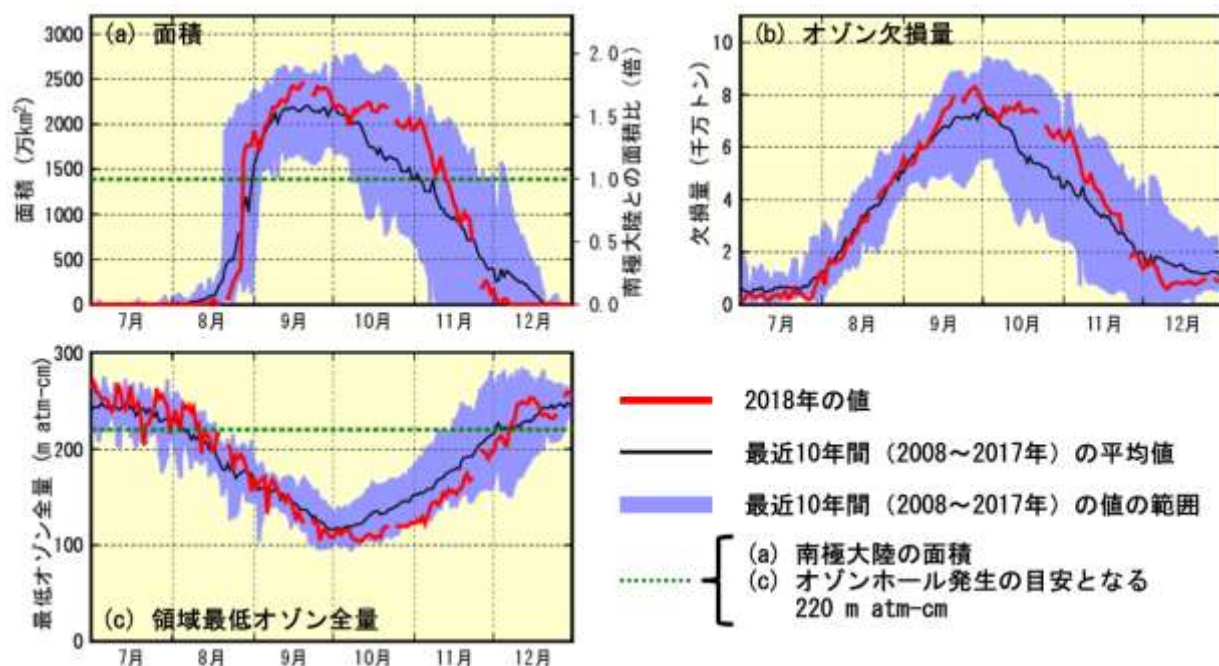 (a) 面積
面積 (万km²)
3000
2500
2000
1500
1000
500
0
2.0
1.5
1.0
0.5
0.0
南極大陸との面積比 (倍)
7月 8月 9月 10月 11月 12月
(b) オゾン欠損量
欠損量 (千万トン)
10
8
6
4
2
0
7月 8月 9月 10月 11月 12月
最低オゾン全量 (m atm-cm)
300
200
100
0
(c) 領域最低オゾン全量
7月 8月 9月 10月 11月 12月
2018年の値
最近10年間（2008～2017年）の平均値
最近10年間（2008～2017年）の値の範囲
(a) 南極大陸の面積
(c) オゾンホール発生の目安となる
220 m atm-cm